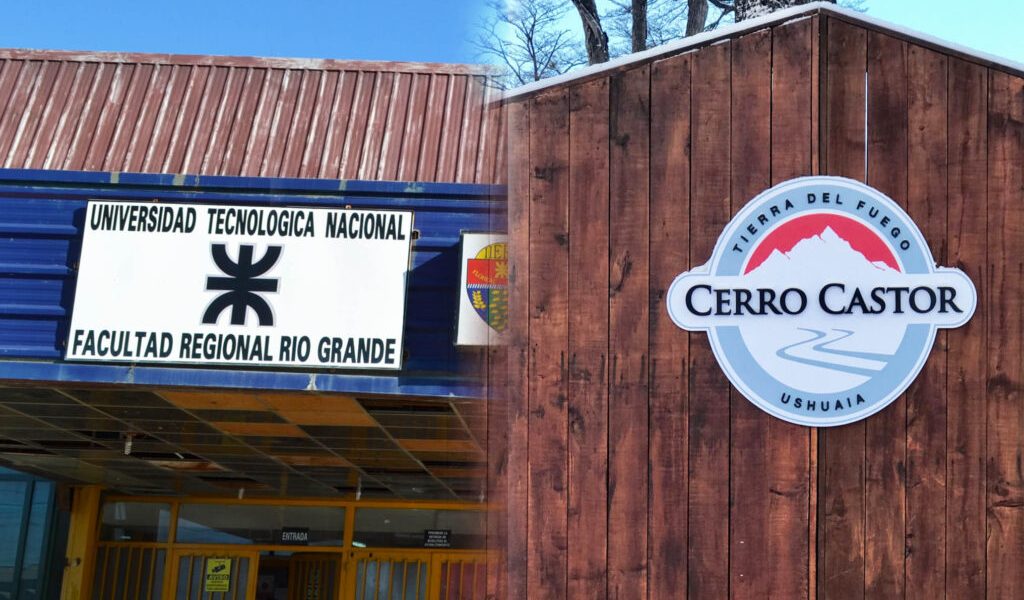 UNIVERSIDAD TECNOLOGICA NACIONAL
FACULTAD REGIONAL RIO GRANDE
ENTRADA
TIERRA DEL FUEGO
CERRO CASTOR
USHUAIA